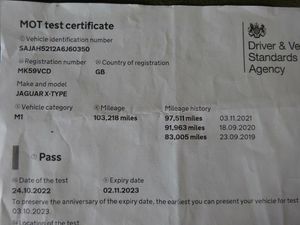 MOT test certificate
Vehicle identification number
SAJAH5212A6J60350
Driver & Ve
Standards
Agency
Registration number
Country of registration
MK59VCD
GB
Make and model
JAGUAR X-TYPE
Vehicle category
Mileage
Mileage history
M1
103,218 miles
97,511 miles 03.11.2021
91,963 miles 18.09.2020
83,005 miles 23.09.2019
Pass
Date of the test
Expiry date
24.10.2022
02.11.2023
To preserve the anniversary of the expiry date, the earliest you can present your vehicle for test
03.10.2023.
Location of the test